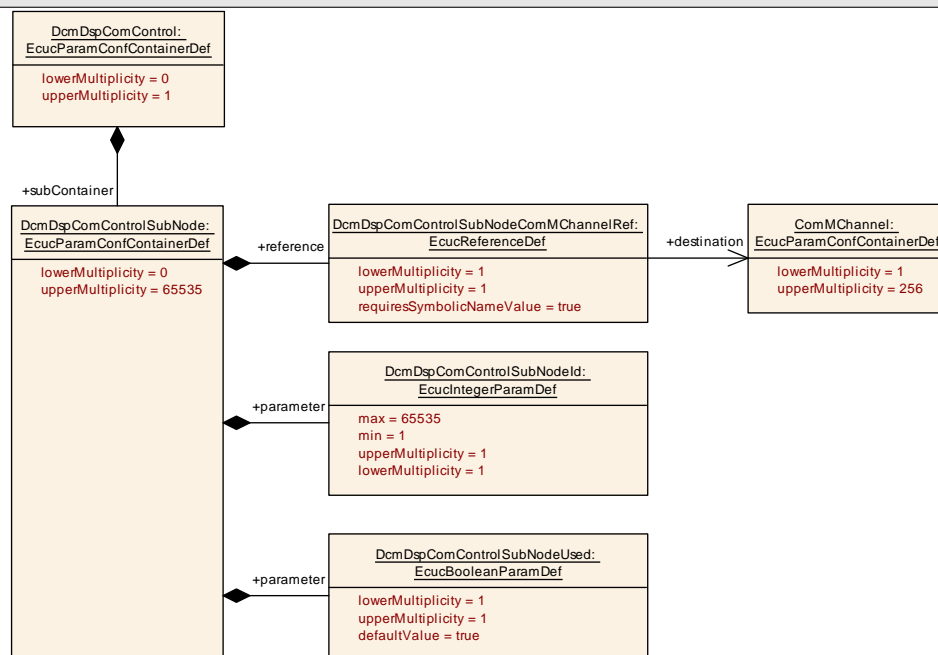 DcmDspComControl:
EcucParamConfContainerDef
lowerMultiplicity = 0
upperMultiplicity = 1
+subContainer
DcmDspComControlSubNode:
EcucParamConfContainerDef
lowerMultiplicity = 0
upperMultiplicity = 65535
+reference
DcmDspComControlSubNodeComMChannelRef:
EcucReferenceDef
lowerMultiplicity = 1
upperMultiplicity = 1
requiresSymbolicNameValue = true
+destination
ComMChannel:
EcucParamConfContainerDef
lowerMultiplicity = 1
upperMultiplicity = 256
+parameter
DcmDspComControlSubNodeId:
EcucIntegerParamDef
max = 65535
min = 1
upperMultiplicity = 1
lowerMultiplicity = 1
+parameter
DcmDspComControlSubNodeUsed:
EcucBooleanParamDef
lowerMultiplicity = 1
upperMultiplicity = 1
defaultValue = true